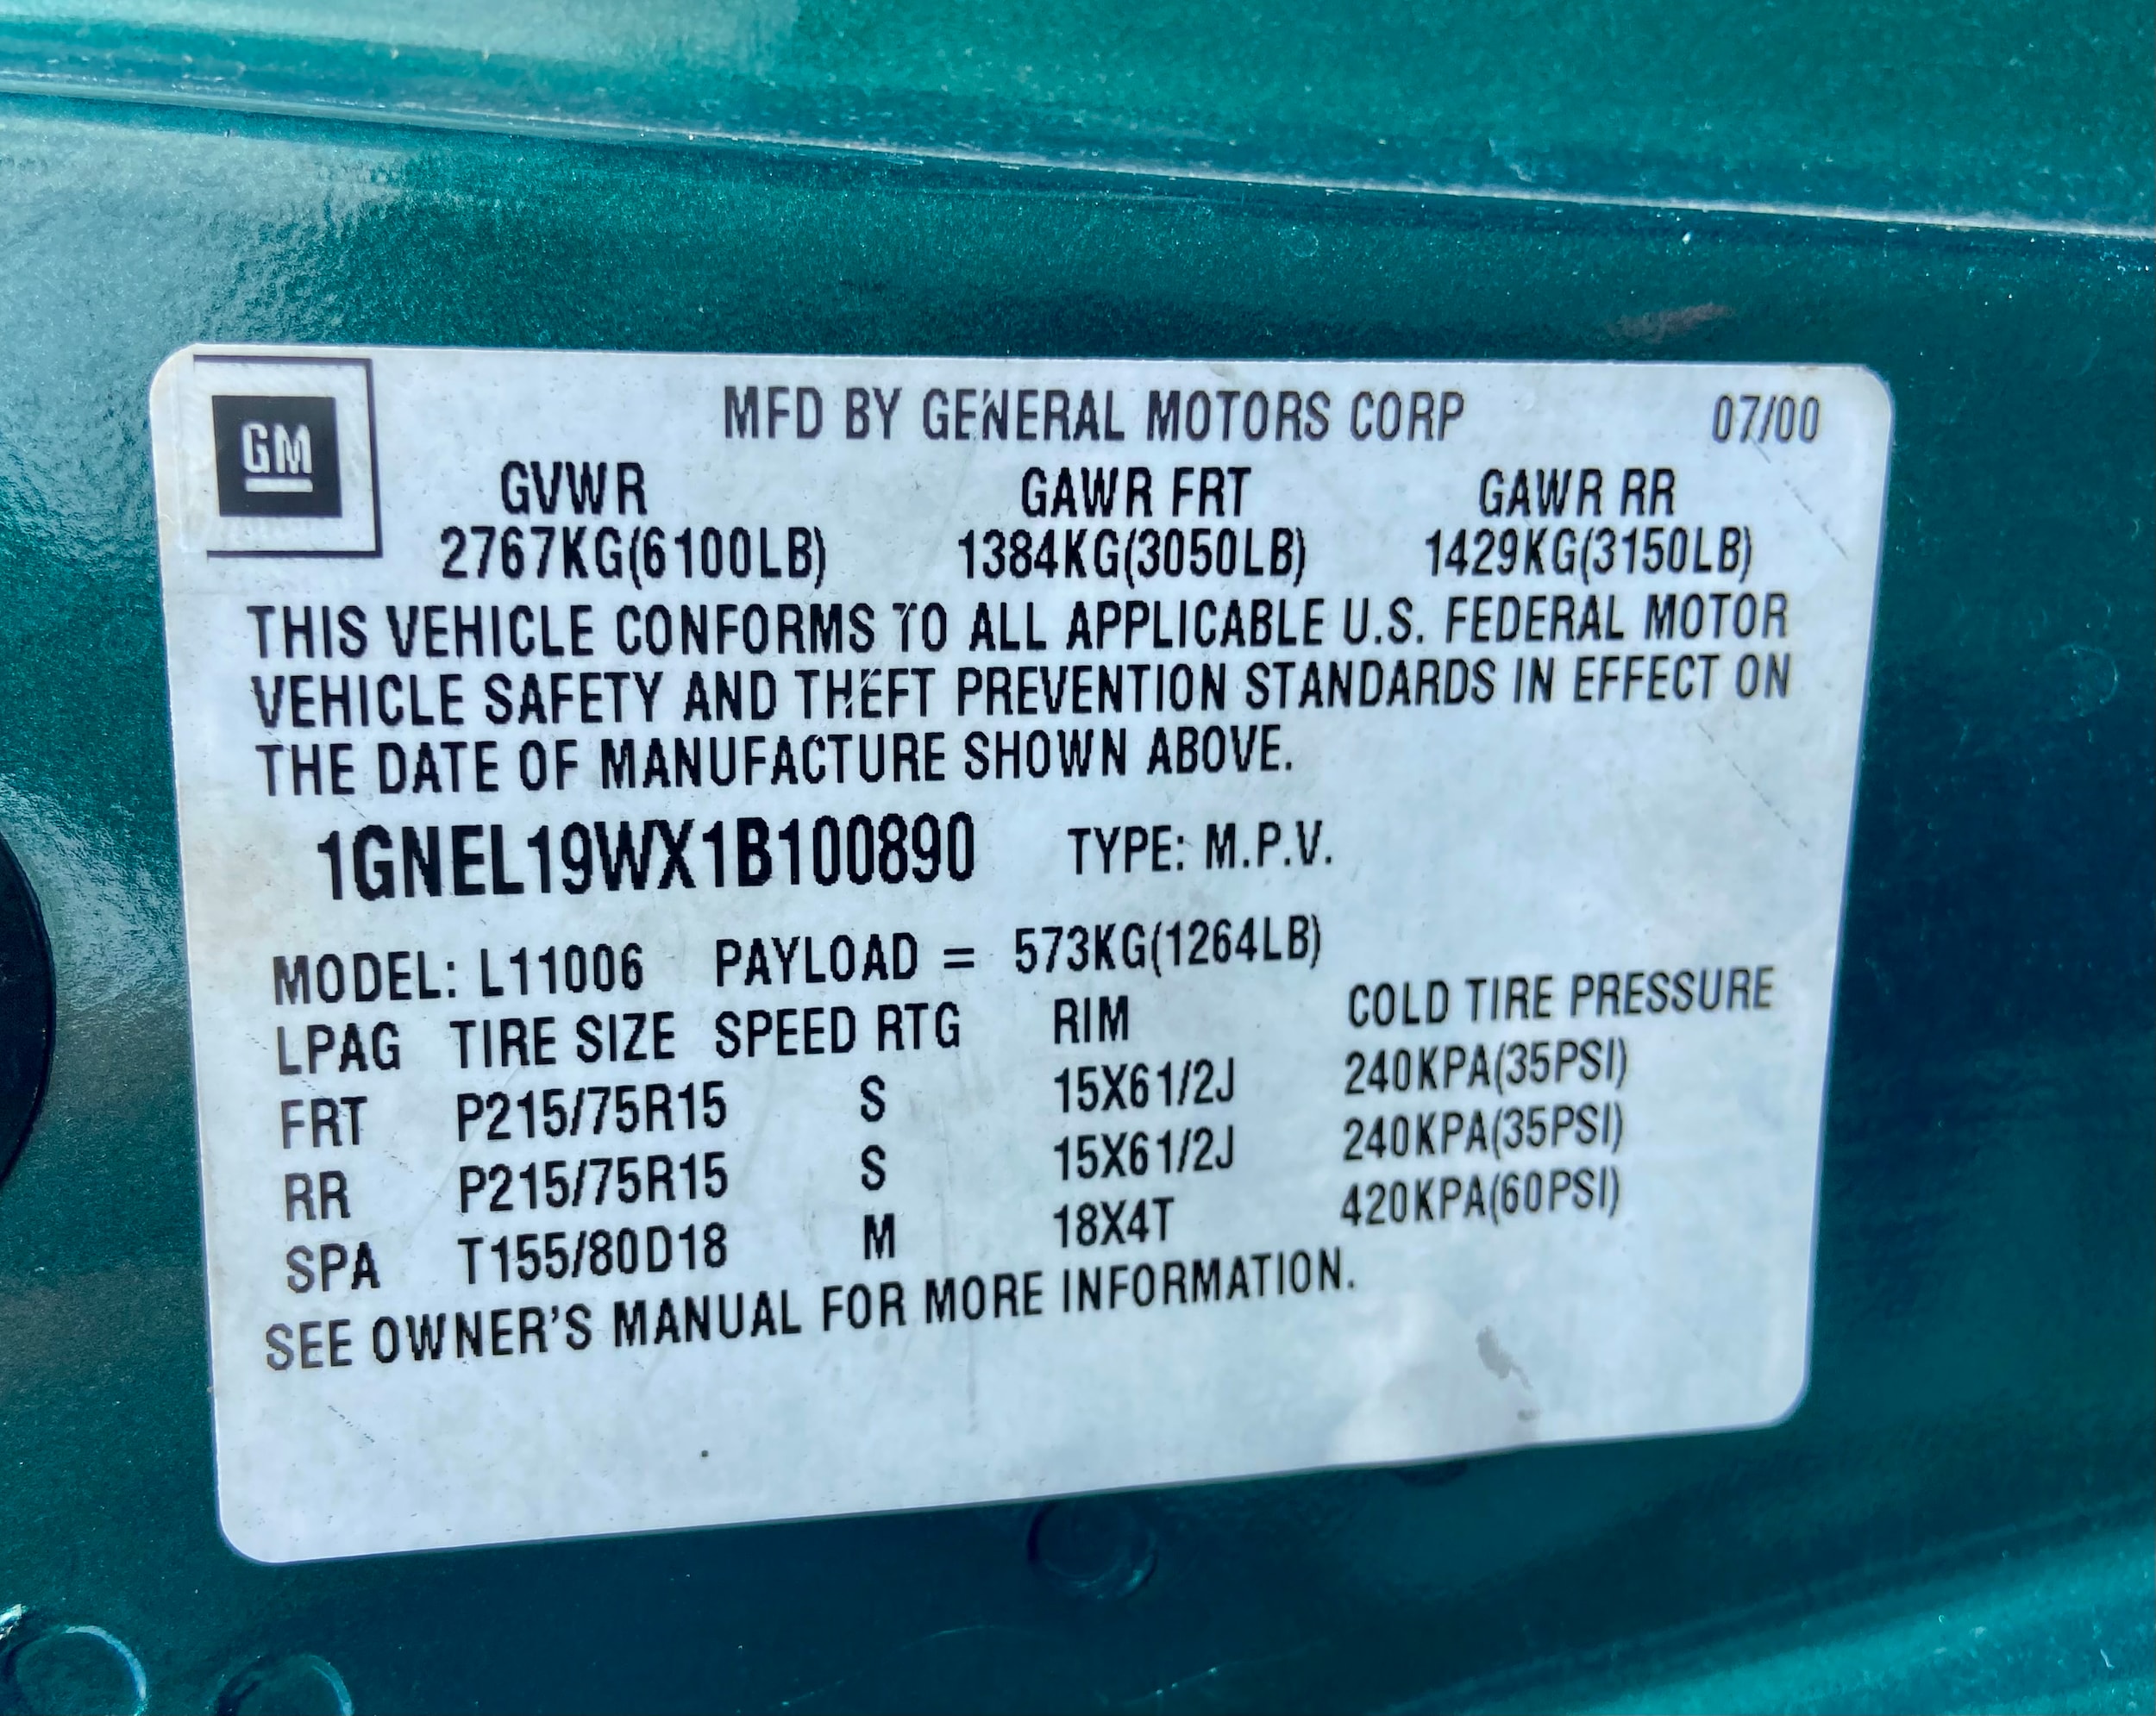 GM
MFD BY GENERAL MOTORS CORP 07/00
GVWR GAWR FRT GAWR RR
2767KG(6100LB) 1384KG(3050LB) 1429KG(3150LB)
THIS VEHICLE CONFORMS TO ALL APPLICABLE U.S. FEDERAL MOTOR
VEHICLE SAFETY AND THEFT PREVENTION STANDARDS IN EFFECT ON
THE DATE OF MANUFACTURE SHOWN ABOVE.
1GNEL19WX1B100890 TYPE: M.P.V.
MODEL: L11006 PAYLOAD = 573KG(1264LB)
LPAG TIRE SIZE SPEED RTG RIM COLD TIRE PRESSURE
FRT P215/75R15 S 15X61/2J 240KPA(35PSI)
RR P215/75R15 S 15X61/2J 240KPA(35PSI)
SPA T155/80D18 M 18X4T 420KPA(60PSI)
SEE OWNER'S MANUAL FOR MORE INFORMATION.